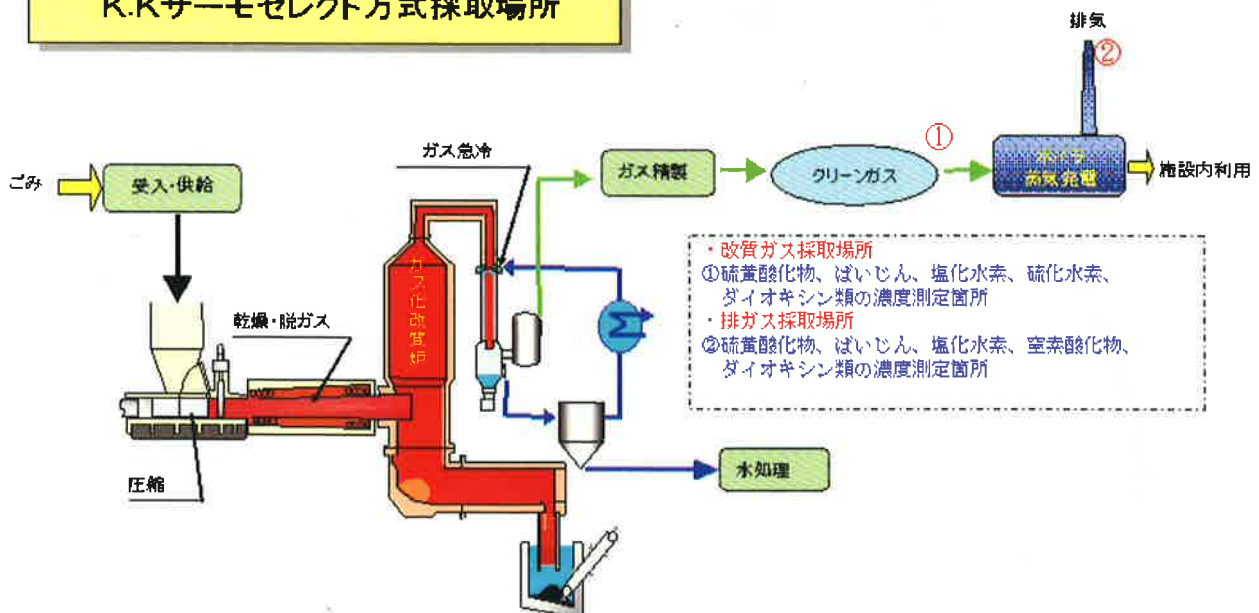 K.Kサーモセレクト方式採取場所
排気
②
ガス急冷
①
ごみ
受入・供給
ガス精製
クリーンガス
ボイラ
蒸気発電
施設内利用
ガス化改質炉
・改質ガス採取場所
①硫黄酸化物、ばいじん、塩化水素、硫化水素、
ダイオキシン類の濃度測定箇所
・排ガス採取場所
②硫黄酸化物、ばいじん、塩化水素、窒素酸化物、
ダイオキシン類の濃度測定箇所
乾燥・脱ガス
圧縮
水処理